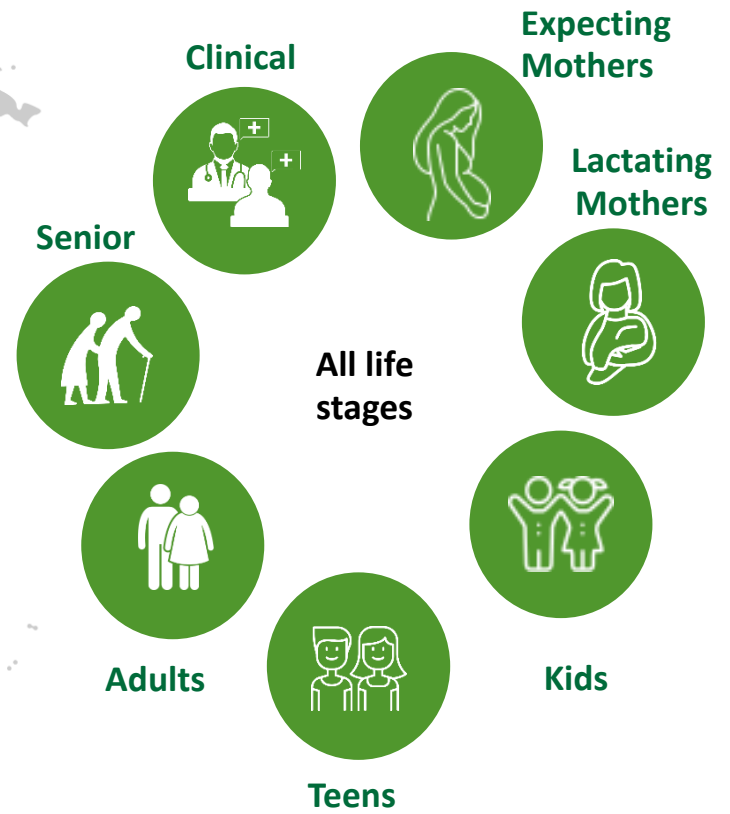 Expecting
Mothers
Clinical
Lactating
Mothers
Senior
All life
stages
Adults
Kids
Teens